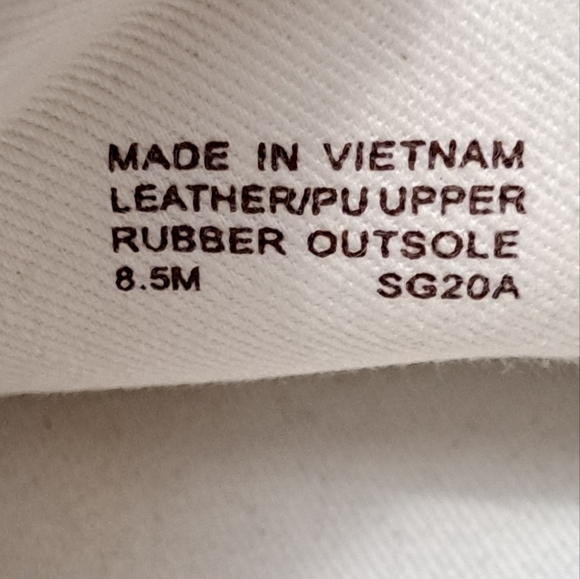 MADE IN VIETNAM
LEATHER/PU UPPER
RUBBER OUTSOLE
8.5M SG20A